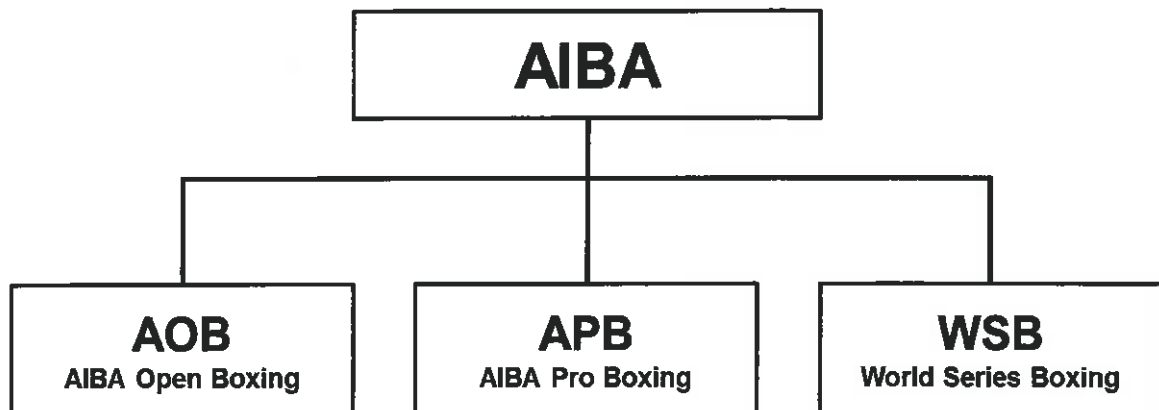 AIBA
AOB
AIBA Open Boxing
APB
AIBA Pro Boxing
WSB
World Series Boxing